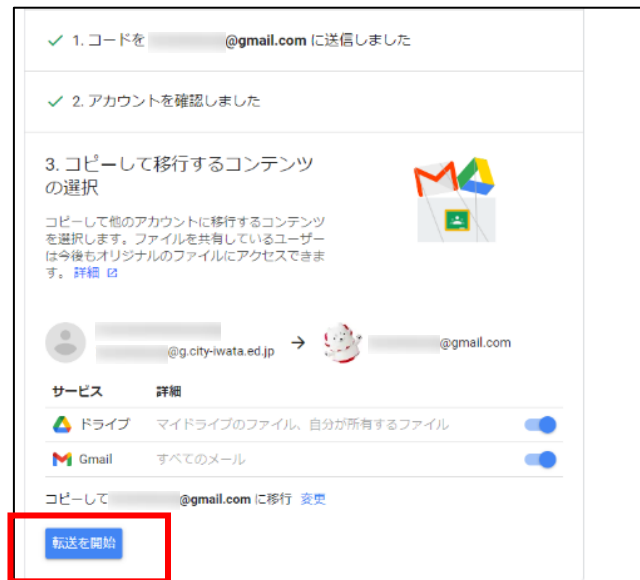 1. コードを @gmail.com に送信しました
2. アカウントを確認しました
3. コピーして移行するコンテンツ
の選択
コピーして他のアカウントに移行するコンテンツ
を選択します。ファイルを共有しているユーザー
は今後もオリジナルのファイルにアクセスできま
す。 詳細
@g.city-iwata.ed.jp → @gmail.com
サービス 詳細
ドライブ マイドライブのファイル、自分が所有するファイル
Gmail すべてのメール
コピーして @gmail.com に移行 変更
転送を開始